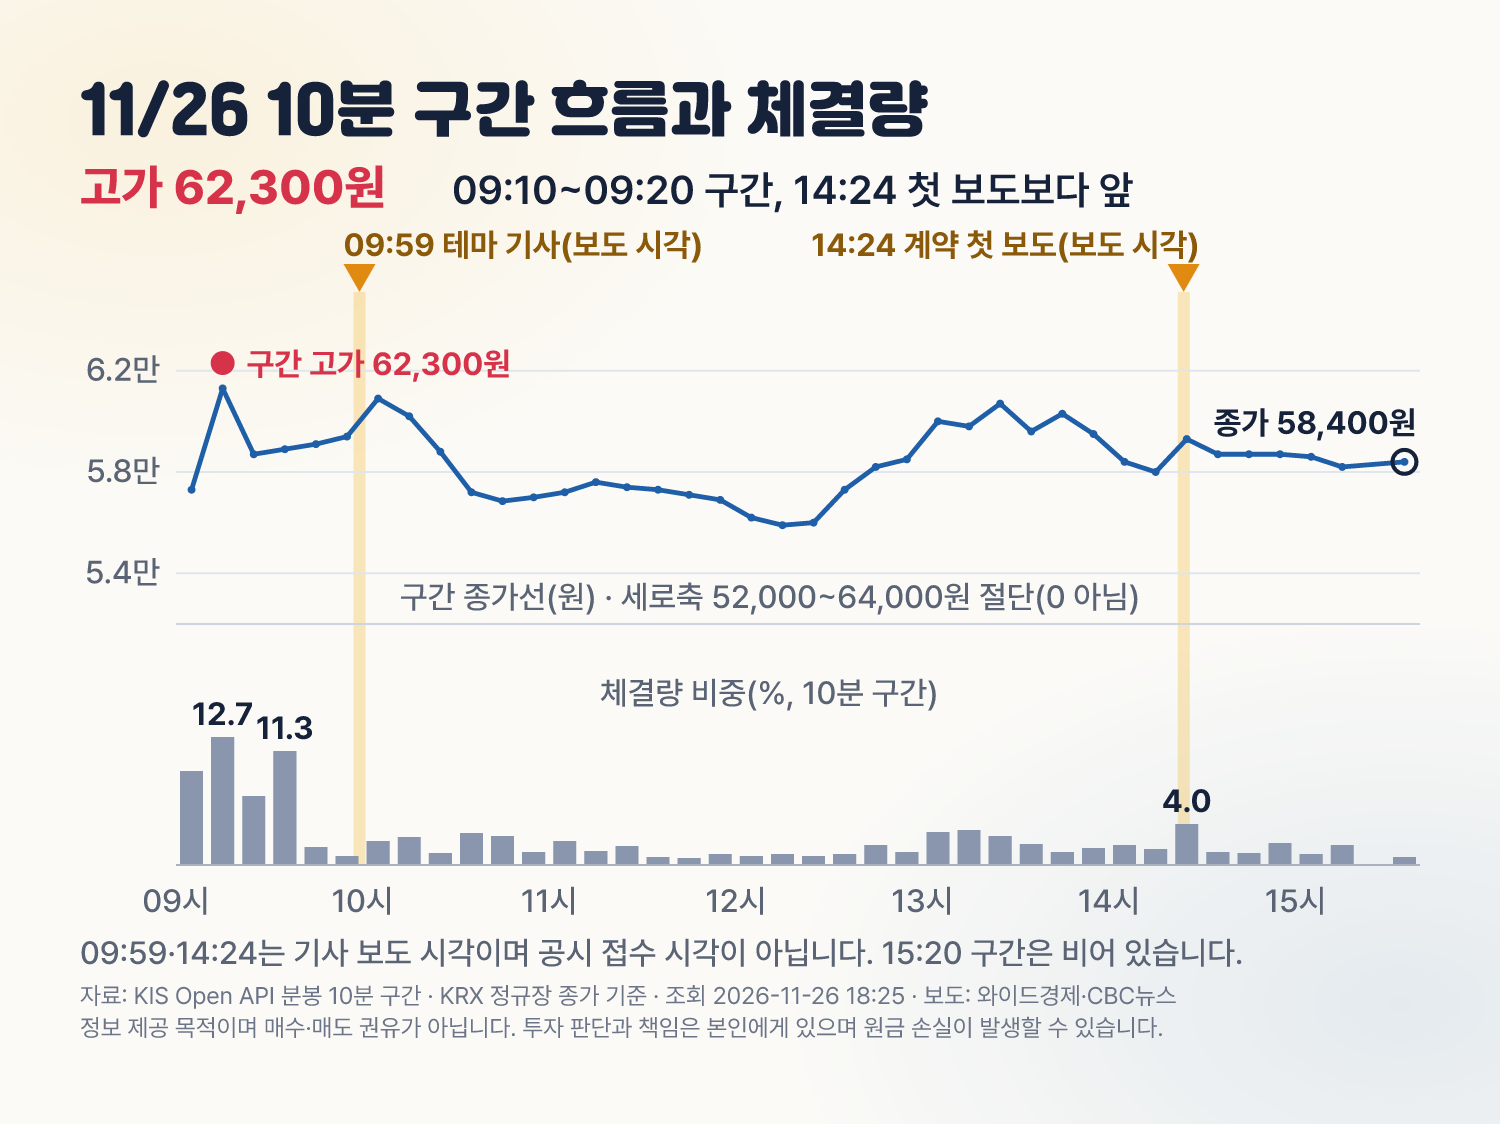 11/26 10분 구간 흐름과 체결량
고가 62,300원 09:10~09:20 구간, 14:24 첫 보도보다 앞
09:59 테마 기사(보도 시각) 14:24 계약 첫 보도(보도 시각)
6.2만
구간 고가 62,300원
종가 58,400원
5.8만
5.4만
구간 종가선(원) · 세로축 52,000~64,000원 절단(0 아님)
체결량 비중(%, 10분 구간)
12.7 11.3
4.0
09시 10시 11시 12시 13시 14시 15시
09:59·14:24는 기사 보도 시각이며 공시 접수 시각이 아닙니다. 15:20 구간은 비어 있습니다.
자료: KIS Open API 분봉 10분 구간 · KRX 정규장 종가 기준 · 조회 2026-11-26 18:25 · 보도: 와이드경제·CBC뉴스
정보 제공 목적이며 매수·매도 권유가 아닙니다. 투자 판단과 책임은 본인에게 있으며 원금 손실이 발생할 수 있습니다.